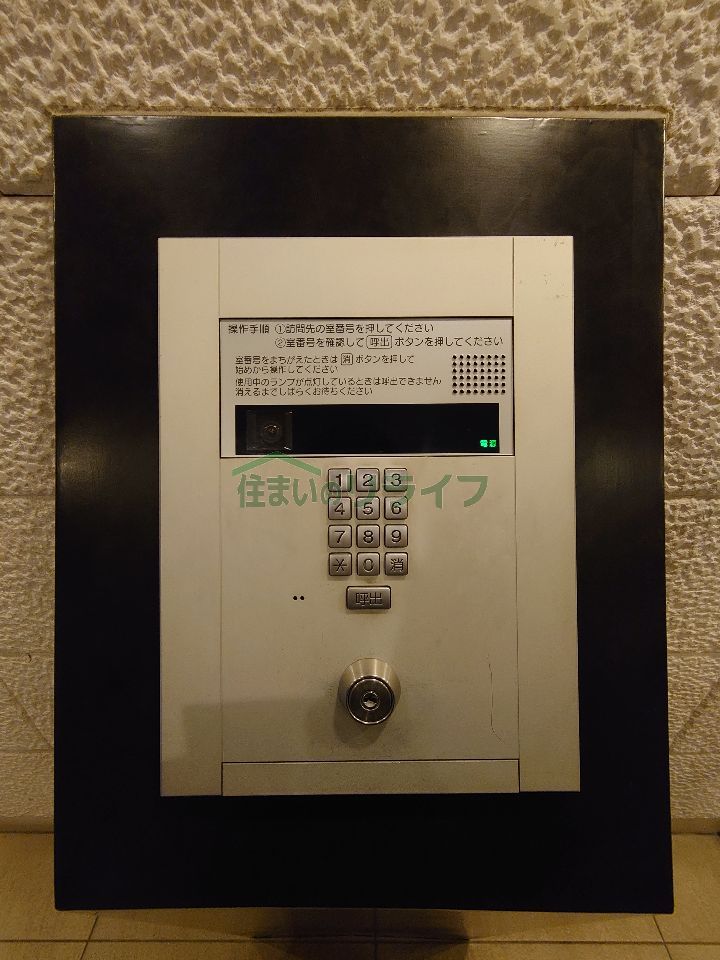 操作手順 ①訪問先の室番号を押してください
②室番号を確認して 呼出 ボタンを押してください
室番号をまちがえたときは 消 ボタンを押して
始めから操作してください
使用中のランプが点灯しているときは呼出できません
消えるまでしばらくお待ちください
電源
住まいのリライフ
1 2 3
4 5 6
7 8 9
* 0 消
呼出